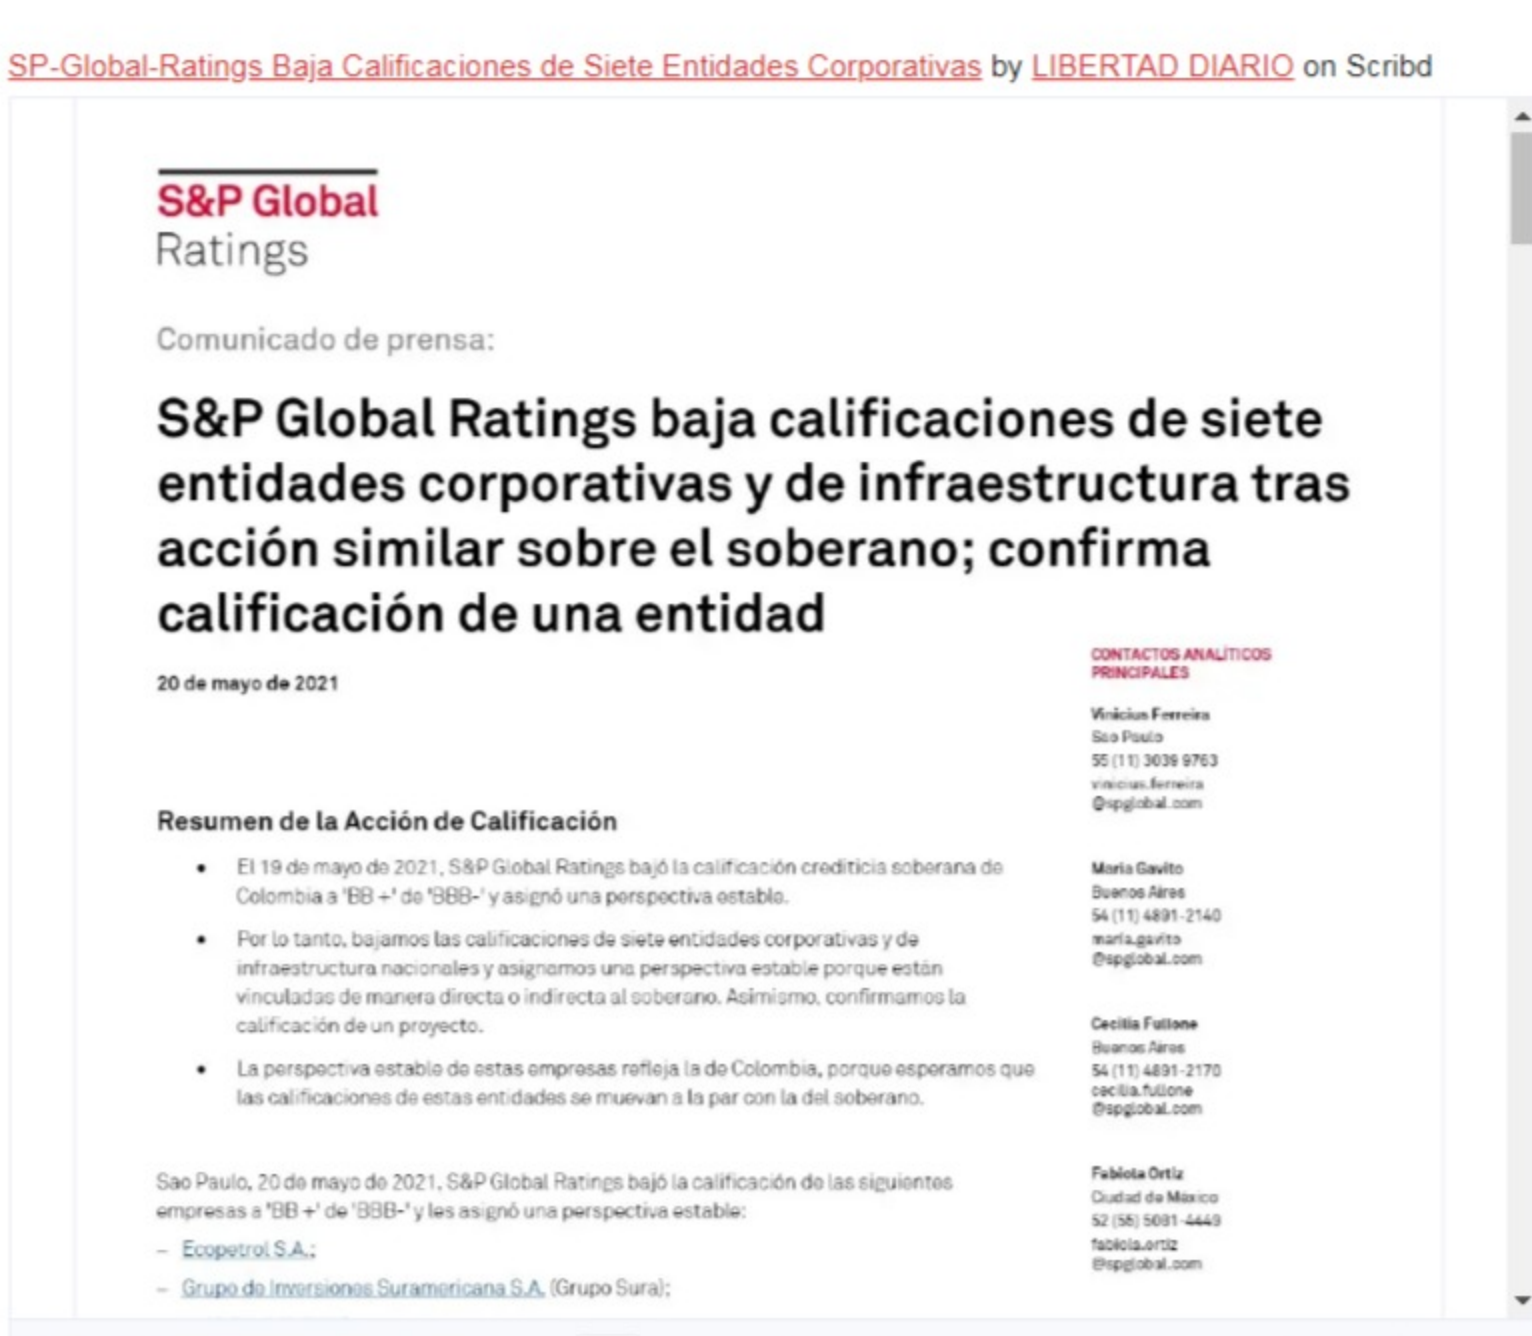 SP-Global-Ratings Baja Calificaciones de Siete Entidades Corporativas by LIBERTAD DIARIO on Scribd
S&P Global
Ratings
Comunicado de prensa:
S&P Global Ratings baja calificaciones de siete
entidades corporativas y de infraestructura tras
acción similar sobre el soberano; confirma
calificación de una entidad
20 de mayo de 2021
Resumen de la Acción de Calificación
• El 19 de mayo de 2021, S&P Global Ratings bajó la calificación crediticia soberana de
Colombia a 'BB +' de 'BBB-' y asignó una perspectiva estable.
• Por lo tanto, bajamos las calificaciones de siete entidades corporativas y de
infraestructura nacionales y asignamos una perspectiva estable porque están
vinculadas de manera directa o indirecta al soberano. Asimismo, confirmamos la
calificación de un proyecto.
• La perspectiva estable de estas empresas refleja la de Colombia, porque esperamos que
las calificaciones de estas entidades se muevan a la par con la del soberano.
Sao Paulo, 20 de mayo de 2021, S&P Global Ratings bajó la calificación de las siguientes
empresas a 'BB +' de 'BBB-' y les asignó una perspectiva estable:
– Ecopetrol S.A.;
– Grupo de Inversiones Suramericana S.A. (Grupo Sura);
CONTACTOS ANALÍTICOS
PRINCIPALES
Vinicius Ferreira
Sao Paulo
55 (11) 3039 9763
vinicius.ferreira
@spglobal.com
Maria Gavito
Buenos Aires
54 (11) 4891-2140
maria.gavito
@spglobal.com
Cecilia Fullone
Buenos Aires
54 (11) 4891-2170
cecilia.fullone
@spglobal.com
Fabiola Ortiz
Ciudad de México
52 (55) 5081-4449
fabiola.ortiz
@spglobal.com